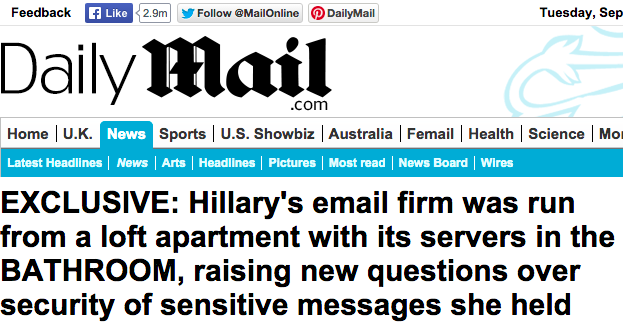 Feedback Like 2.9m Follow @MailOnline DailyMail Tuesday, Sep
Daily Mail
.com
Home U.K. News Sports U.S. Showbiz Australia Femail Health Science Mo
Latest Headlines News Arts Headlines Pictures Most read News Board Wires
EXCLUSIVE: Hillary's email firm was run
from a loft apartment with its servers in the
BATHROOM, raising new questions over
security of sensitive messages she held